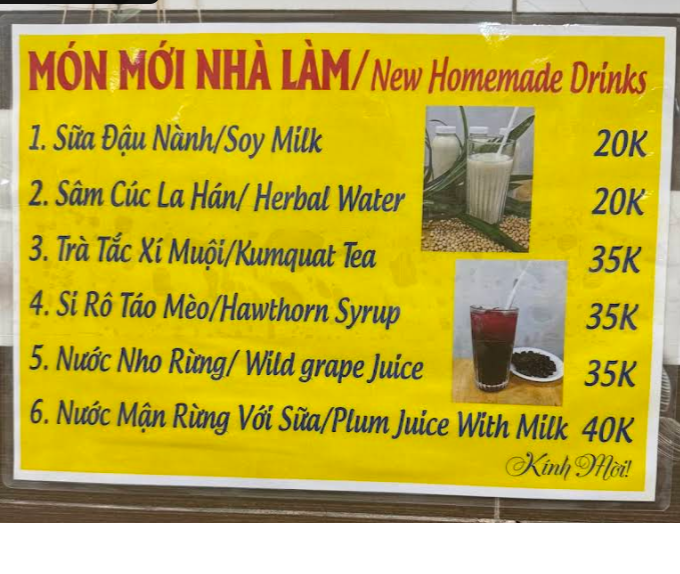 MÓN MỚI NHÀ LÀM/ New Homemade Drinks
1. Sữa Đậu Nành/Soy Milk 20K
2. Sâm Cúc La Hán/ Herbal Water 20K
3. Trà Tắc Xí Muội/Kumquat Tea 35K
4. Si Rô Táo Mèo/Hawthorn Syrup 35K
5. Nước Nho Rừng/ Wild grape Juice 35K
6. Nước Mận Rừng Với Sữa/Plum Juice With Milk 40K
Kính Mời!